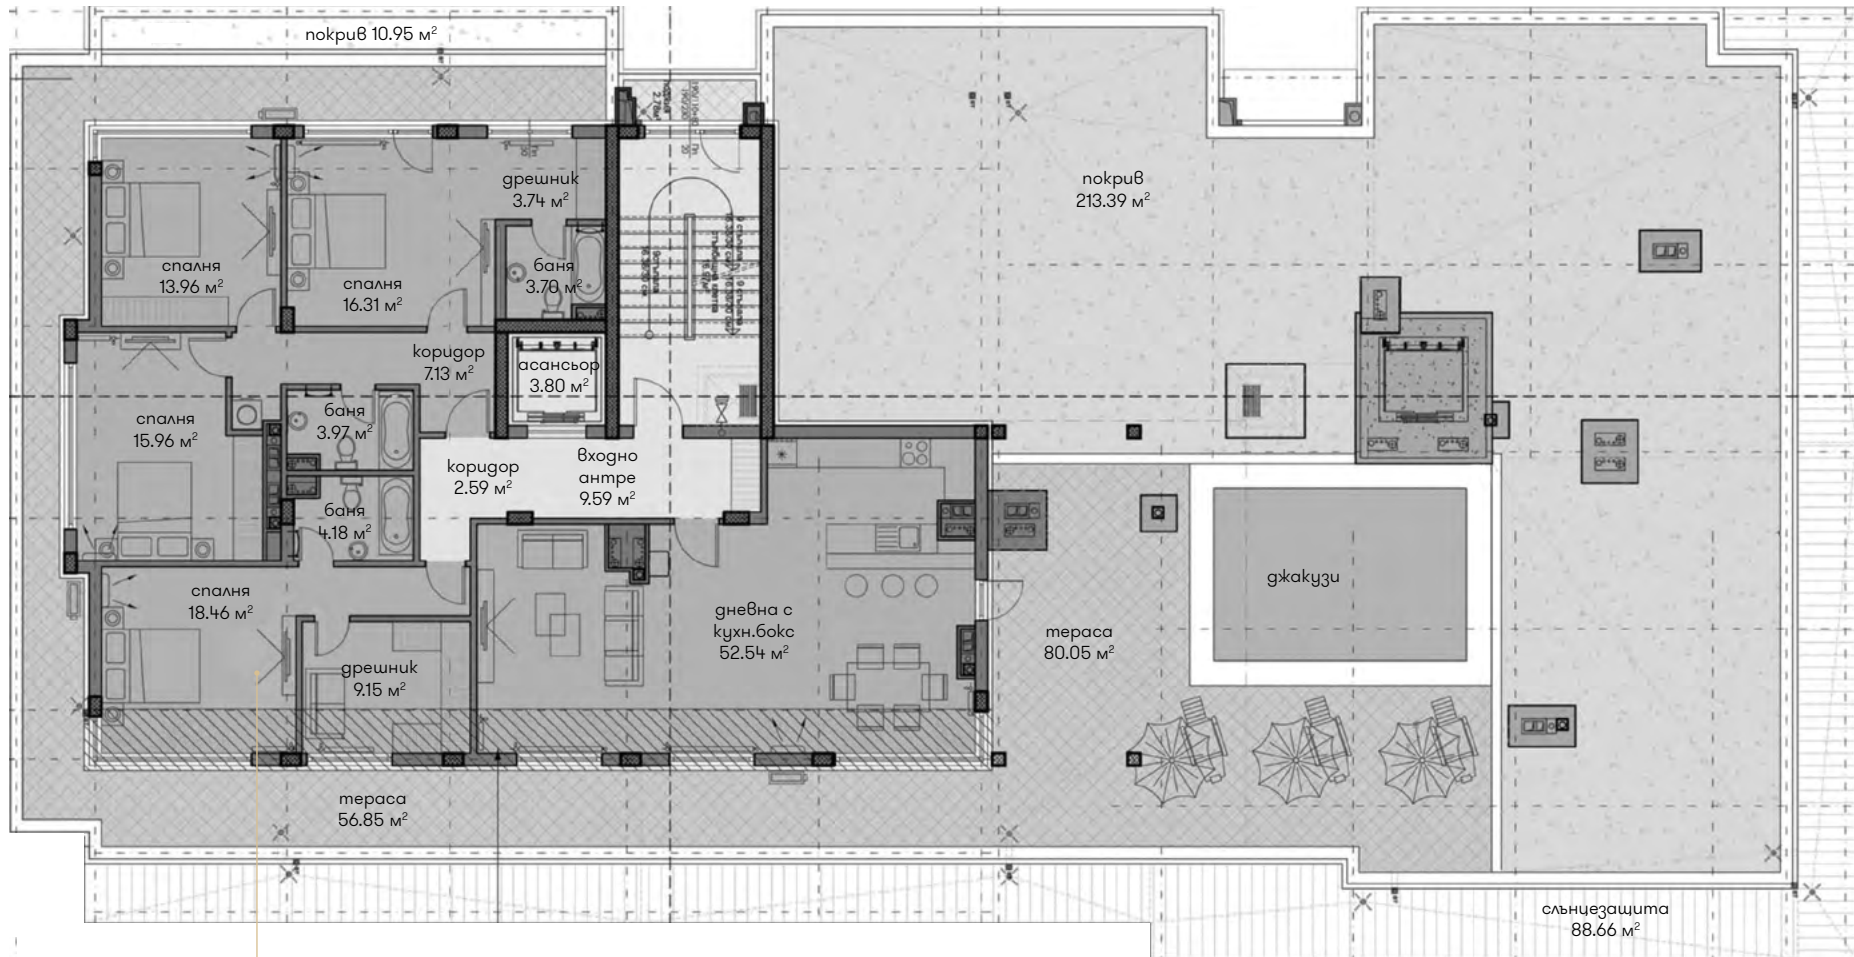 покрив 10.95 м²
покрив
213.39 м²
дрешник
3.74 м²
спалня
13.96 м²
спалня
16.31 м²
баня
3.70 м²
коридор
7.13 м²
асансьор
3.80 м²
спалня
15.96 м²
баня
3.97 м²
коридор
2.59 м²
входно
антре
9.59 м²
баня
4.18 м²
спалня
18.46 м²
дрешник
9.15 м²
дневна с
кухн.бокс
52.54 м²
тераса
80.05 м²
джакузи
тераса
56.85 м²
слънцезащита
88.66 м²